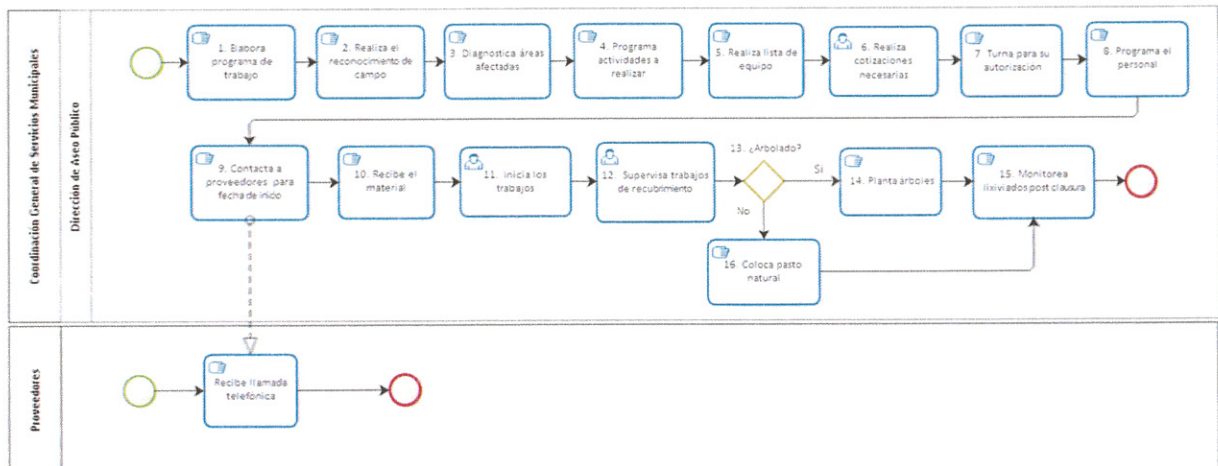 Coordinación General de Servicios Municipales
Dirección de Aseo Público
1. Elabora
programa de
trabajo
2. Realiza el
reconocimiento de
campo
3 Diagnostica áreas
afectadas
4. Programa
actividades a
realizar
5. Realiza lista de
equipo
6. Realiza
cotizaciones
necesarias
7 Turna para su
autorizacion
8. Programa el
personal
9. Contacta a
proveedores para
fecha de inicio
10. Recibe el
material
11. inicia los
trabajos
12. Supervisa trabajos
de recubrimiento
13. ¿Arbolado?
Si
No
14. Planta árboles
15. Monitorea
lixiviados post clausura
16. Coloca pasto
natural
Proveedores
Recibe llamada
telefonica